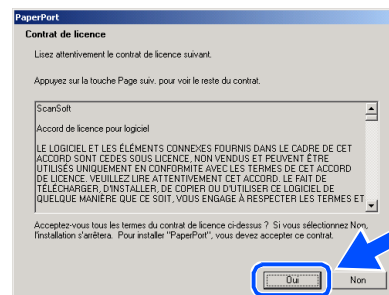 PaperPort
Contrat de licence
Lisez attentivement le contrat de licence suivant.
Appuyez sur la touche Page suiv. pour voir le reste du contrat.
ScanSoft
Accord de licence pour logiciel
LE LOGICIEL ET LES ÉLÉMENTS CONNEXES FOURNIS DANS LE CADRE DE CET
ACCORD SONT CEDES SOUS LICENCE, NON VENDUS ET PEUVENT ÊTRE
UTILISÉS UNIQUEMENT EN CONFORMITE AVEC LES TERMES DE CET ACCORD
DE LICENCE. VEUILLEZ LIRE ATTENTIVEMENT CET ACCORD. LE FAIT DE
TÉLÉCHARGER, D'INSTALLER, DE COPIER OU D'UTILISER CE LOGICIEL DE
QUELQUE MANIÈRE QUE CE SOIT, VOUS ENGAGE À RESPECTER LES TERMES ET
Acceptez-vous tous les termes du contrat de licence ci-dessus ? Si vous sélectionnez Non,
l'installation s'arrêtera. Pour installer "PaperPort", vous devez accepter ce contrat.
Oui Non